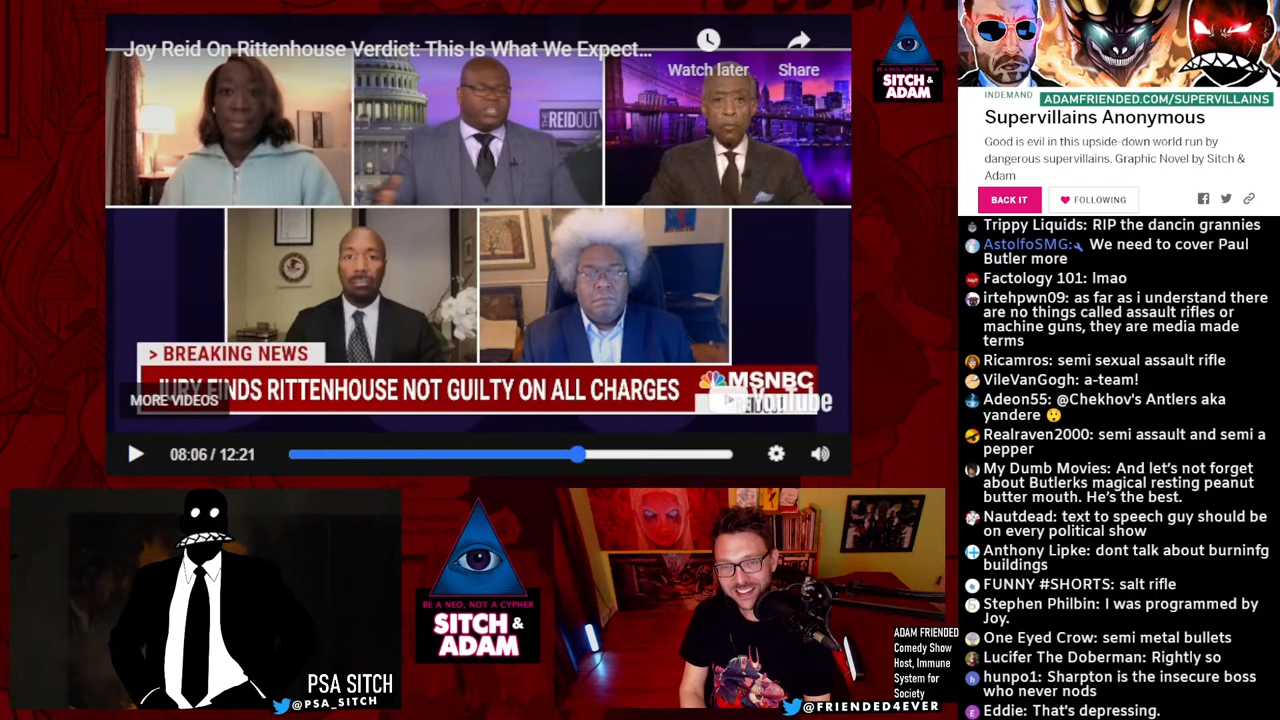 Joy Reid On Rittenhouse Verdict: This Is What We Expect...
Watch later
Share
THE REIDOUT
> BREAKING NEWS
JURY FINDS RITTENHOUSE NOT GUILTY ON ALL CHARGES
MSNBC
MORE VIDEOS
YouTube
08:06 / 12:21
BE A NEO, NOT A CYPHER
SITCH &
ADAM
INDEMAND
ADAMFRIENDED.COM/SUPERVILLAINS
Supervillains Anonymous
Good is evil in this upside-down world run by
dangerous supervillains. Graphic Novel by Sitch &
Adam
BACK IT
FOLLOWING
Trippy Liquids: RIP the dancin grannies
AstolfoSMG: We need to cover Paul
Butler more
Factology 101: lmao
irtehpwn09: as far as i understand there
are no things called assault rifles or
machine guns, they are media made
terms
Ricamros: semi sexual assault rifle
VileVanGogh: a-team!
Adeon55: @Chekhov's Antlers aka
yandere 😲
Realraven2000: semi assault and semi a
pepper
My Dumb Movies: And let's not forget
about Butlerks magical resting peanut
butter mouth. He's the best.
Nautdead: text to speech guy should be
on every political show
Anthony Lipke: dont talk about burninfg
buildings
FUNNY #SHORTS: salt rifle
Stephen Philbin: I was programmed by
Joy.
One Eyed Crow: semi metal bullets
Lucifer The Doberman: Rightly so
hunpo1: Sharpton is the insecure boss
who never nods
Eddie: That's depressing.
PSA SITCH
@PSA_SITCH
BE A NEO, NOT A CYPHER
SITCH &
ADAM
ADAM FRIENDED
Comedy Show
Host, Immune
System for
Society
@FRIENDED4EVER